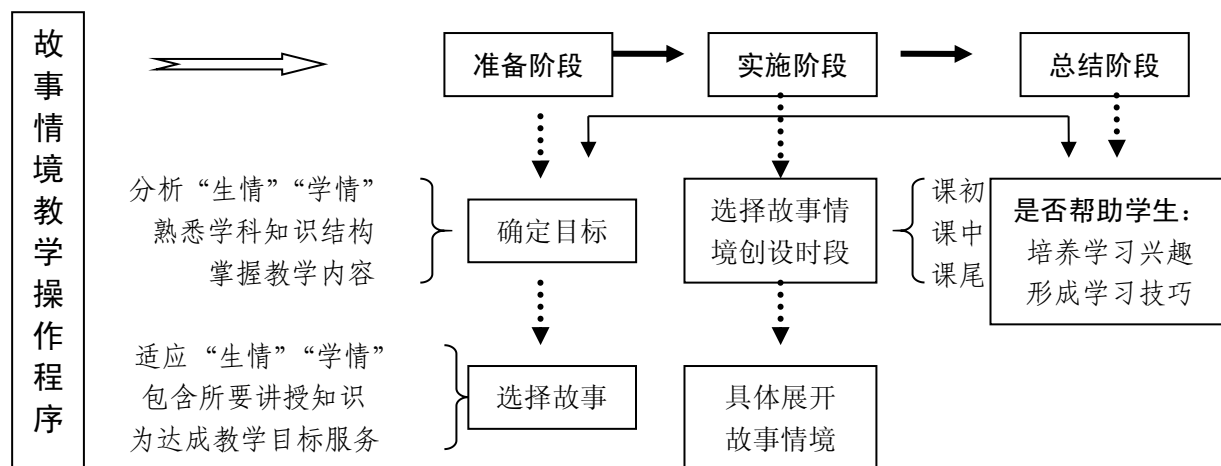 故
事
情
境
教
学
操
作
程
序
准备阶段
实施阶段
总结阶段
分析“生情”“学情”
熟悉学科知识结构
掌握教学内容
确定目标
选择故事情
境创设时段
课初
课中
课尾
是否帮助学生：
培养学习兴趣
形成学习技巧
适应“生情”“学情”
包含所要讲授知识
为达成教学目标服务
选择故事
具体展开
故事情境